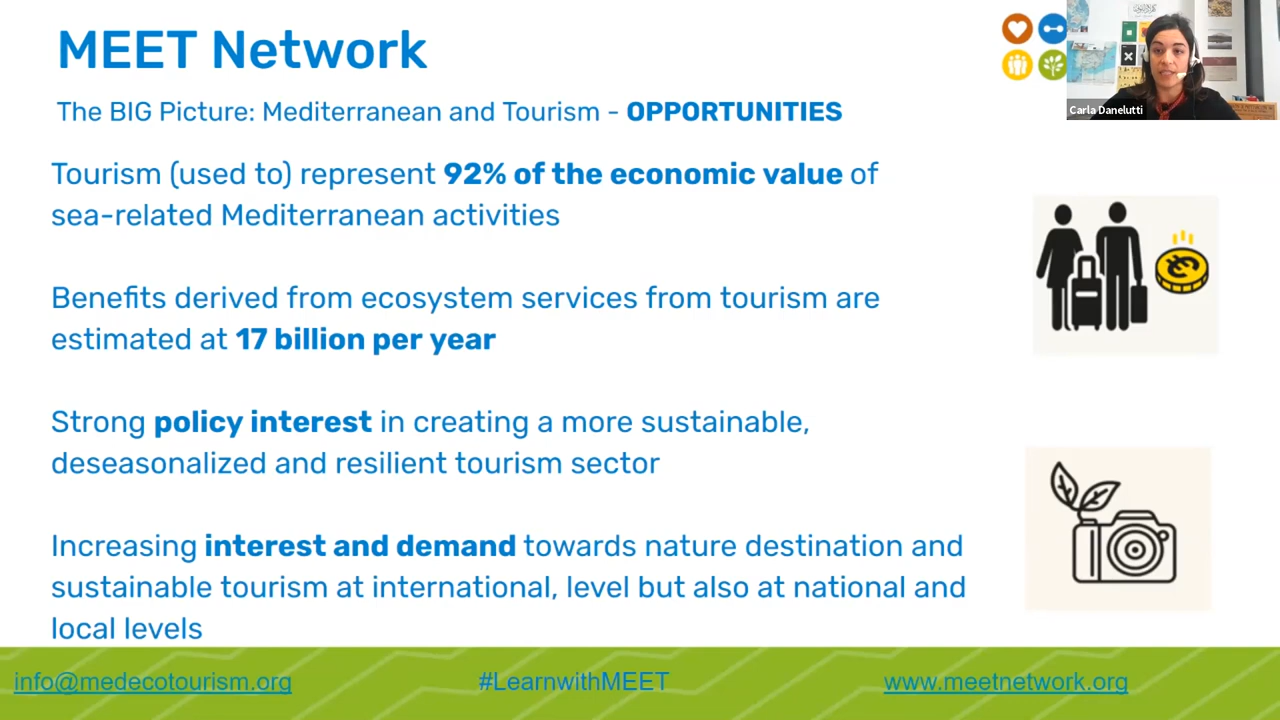 MEET Network
Carla Danelutti
The BIG Picture: Mediterranean and Tourism - OPPORTUNITIES
Tourism (used to) represent 92% of the economic value of
sea-related Mediterranean activities
Benefits derived from ecosystem services from tourism are
estimated at 17 billion per year
Strong policy interest in creating a more sustainable,
deseasonalized and resilient tourism sector
Increasing interest and demand towards nature destination and
sustainable tourism at international, level but also at national and
local levels
info@medecotourism.org
#LearnwithMEET
www.meetnetwork.org